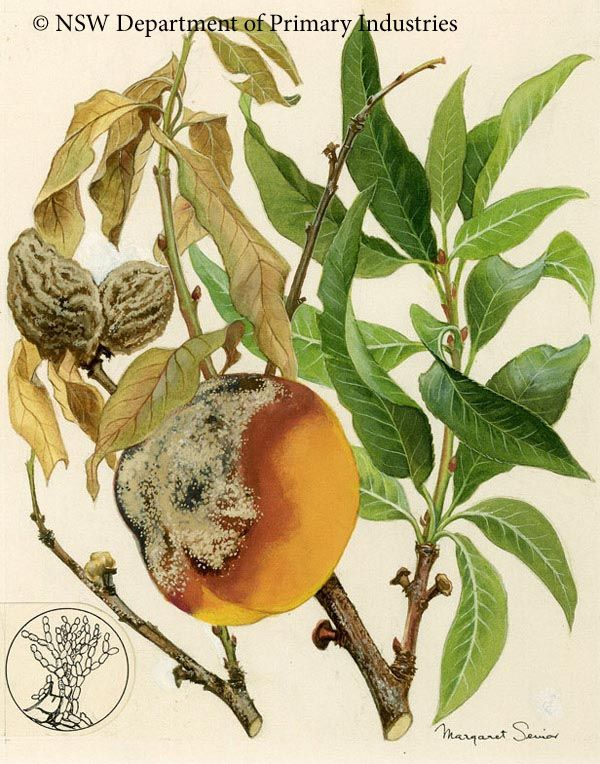 © NSW Department of Primary Industries
Margaret Senior